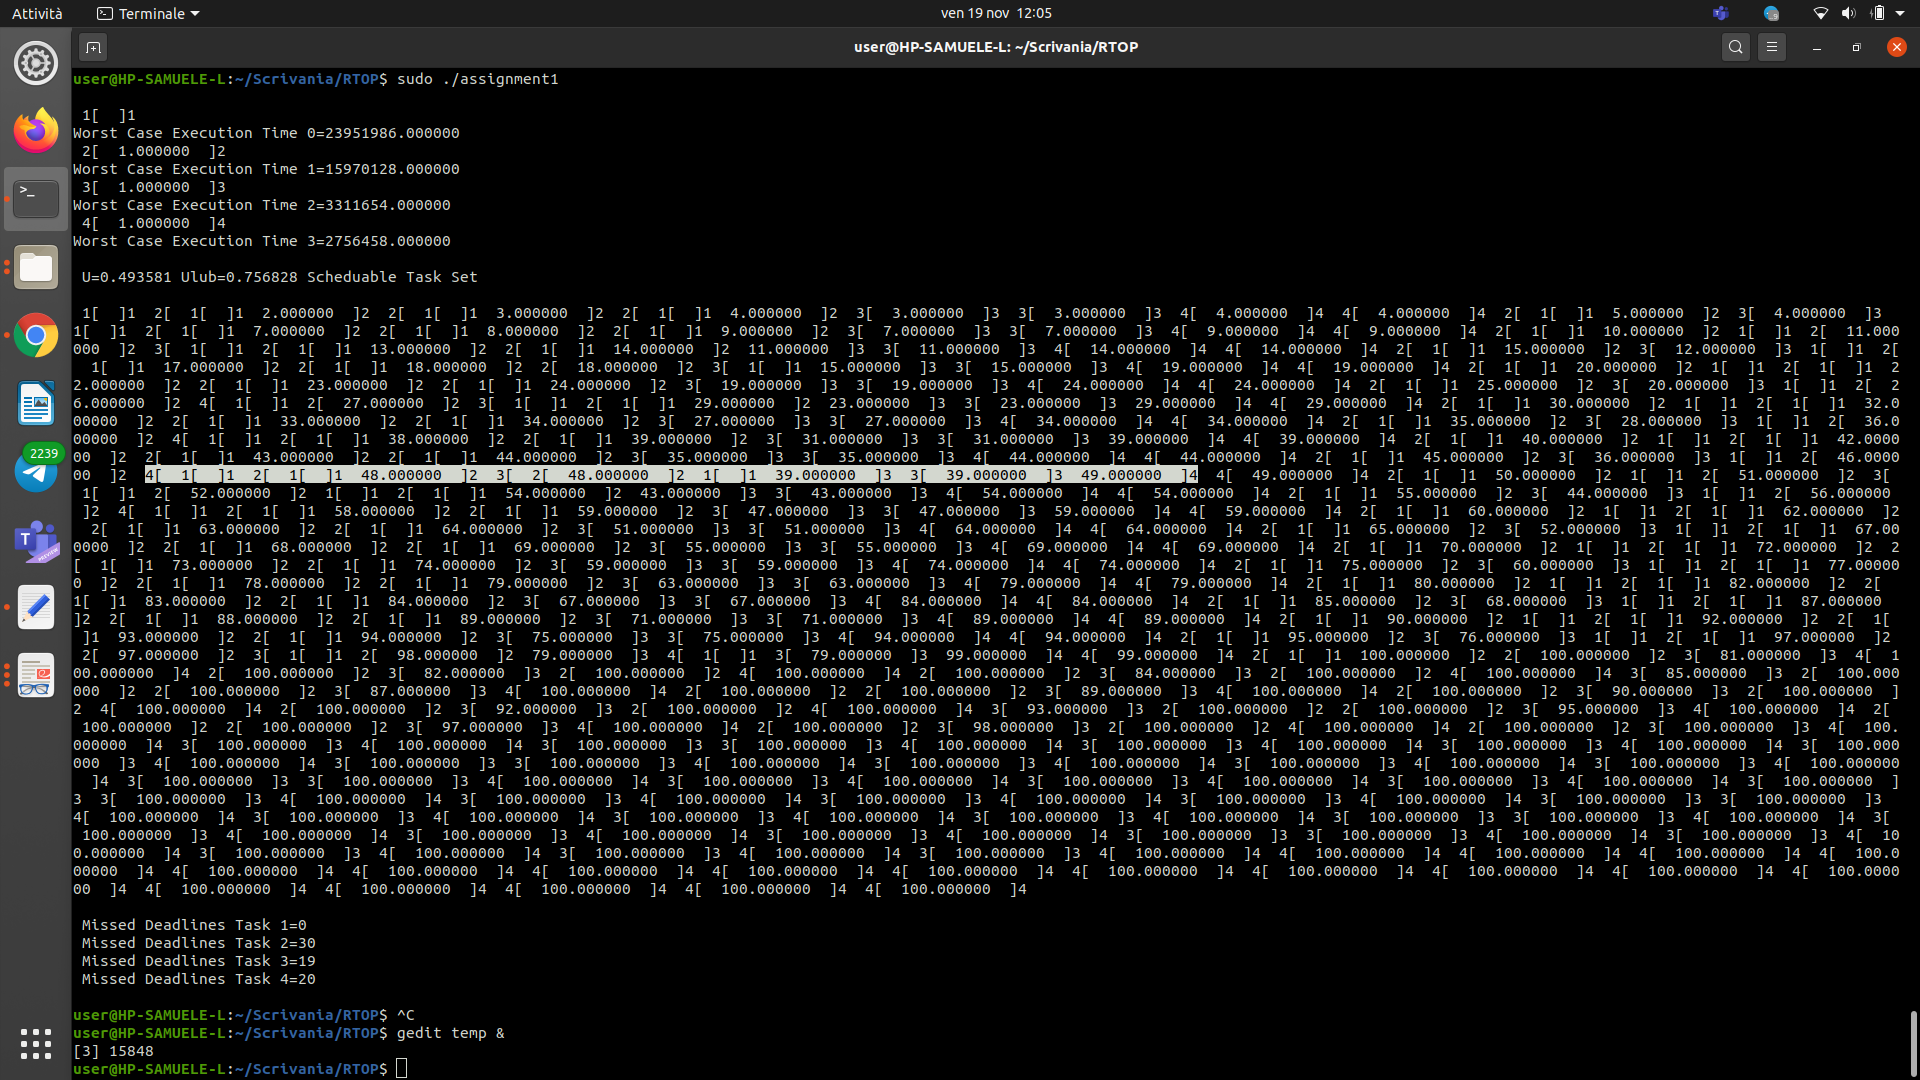 Attività
Terminale
ven 19 nov 12:05
user@HP-SAMUELE-L: ~/Scrivania/RTOP
user@HP-SAMUELE-L:~/Scrivania/RTOP$ sudo ./assignment1
1[ ]1
Worst Case Execution Time 0=23951986.000000
2[ 1.000000 ]2
Worst Case Execution Time 1=15970128.000000
3[ 1.000000 ]3
Worst Case Execution Time 2=3311654.000000
4[ 1.000000 ]4
Worst Case Execution Time 3=2756458.000000
U=0.493581 Ulub=0.756828 Scheduable Task Set
1[ ]1 2[ 1[ ]1 2.000000 ]2 2[ 1[ ]1 3.000000 ]2 2[ 1[ ]1 4.000000 ]2 3[ 3.000000 ]3 3[ 3.000000 ]3 4[ 4.000000 ]4 4[ 4.000000 ]4 2[ 1[ ]1 5.000000 ]2 3[ 4.000000 ]3
1[ ]1 2[ 1[ ]1 7.000000 ]2 2[ 1[ ]1 8.000000 ]2 2[ 1[ ]1 9.000000 ]2 3[ 7.000000 ]3 3[ 7.000000 ]3 4[ 9.000000 ]4 4[ 9.000000 ]4 2[ 1[ ]1 10.000000 ]2 1[ ]1 2[ 11.000
000 ]2 3[ 1[ ]1 2[ 1[ ]1 13.000000 ]2 2[ 1[ ]1 14.000000 ]2 11.000000 ]3 3[ 11.000000 ]3 4[ 14.000000 ]4 4[ 14.000000 ]4 2[ 1[ ]1 15.000000 ]2 3[ 12.000000 ]3 1[ ]1 2[
1[ ]1 17.000000 ]2 2[ 1[ ]1 18.000000 ]2 2[ 18.000000 ]2 3[ 1[ ]1 15.000000 ]3 3[ 15.000000 ]3 4[ 19.000000 ]4 4[ 19.000000 ]4 2[ 1[ ]1 20.000000 ]2 1[ ]1 2[ 1[ ]1 2
2.000000 ]2 2[ 1[ ]1 23.000000 ]2 2[ 1[ ]1 24.000000 ]2 3[ 19.000000 ]3 3[ 19.000000 ]3 4[ 24.000000 ]4 4[ 24.000000 ]4 2[ 1[ ]1 25.000000 ]2 3[ 20.000000 ]3 1[ ]1 2[ 2
6.000000 ]2 4[ 1[ ]1 2[ 27.000000 ]2 3[ 1[ ]1 2[ 1[ ]1 29.000000 ]2 23.000000 ]3 3[ 23.000000 ]3 29.000000 ]4 4[ 29.000000 ]4 2[ 1[ ]1 30.000000 ]2 1[ ]1 2[ 1[ ]1 32.0
00000 ]2 2[ 1[ ]1 33.000000 ]2 2[ 1[ ]1 34.000000 ]2 3[ 27.000000 ]3 3[ 27.000000 ]3 4[ 34.000000 ]4 4[ 34.000000 ]4 2[ 1[ ]1 35.000000 ]2 3[ 28.000000 ]3 1[ ]1 2[ 36.0
00000 ]2 4[ 1[ ]1 2[ 1[ ]1 38.000000 ]2 2[ 1[ ]1 39.000000 ]2 3[ 31.000000 ]3 3[ 31.000000 ]3 39.000000 ]4 4[ 39.000000 ]4 2[ 1[ ]1 40.000000 ]2 1[ ]1 2[ 1[ ]1 42.0000
00 ]2 2[ 1[ ]1 43.000000 ]2 2[ 1[ ]1 44.000000 ]2 3[ 35.000000 ]3 3[ 35.000000 ]3 4[ 44.000000 ]4 4[ 44.000000 ]4 2[ 1[ ]1 45.000000 ]2 3[ 36.000000 ]3 1[ ]1 2[ 46.0000
00 ]2 4[ 1[ ]1 2[ 1[ ]1 48.000000 ]2 3[ 2[ 48.000000 ]2 1[ ]1 39.000000 ]3 3[ 39.000000 ]3 49.000000 ]4 4[ 49.000000 ]4 2[ 1[ ]1 50.000000 ]2 1[ ]1 2[ 51.000000 ]2 3[
1[ ]1 2[ 52.000000 ]2 1[ ]1 2[ 1[ ]1 54.000000 ]2 43.000000 ]3 3[ 43.000000 ]3 4[ 54.000000 ]4 4[ 54.000000 ]4 2[ 1[ ]1 55.000000 ]2 3[ 44.000000 ]3 1[ ]1 2[ 56.000000
]2 4[ 1[ ]1 2[ 1[ ]1 58.000000 ]2 2[ 1[ ]1 59.000000 ]2 3[ 47.000000 ]3 3[ 47.000000 ]3 59.000000 ]4 4[ 59.000000 ]4 2[ 1[ ]1 60.000000 ]2 1[ ]1 2[ 1[ ]1 62.000000 ]2
2[ 1[ ]1 63.000000 ]2 2[ 1[ ]1 64.000000 ]2 3[ 51.000000 ]3 3[ 51.000000 ]3 4[ 64.000000 ]4 4[ 64.000000 ]4 2[ 1[ ]1 65.000000 ]2 3[ 52.000000 ]3 1[ ]1 2[ 1[ ]1 67.00
0000 ]2 2[ 1[ ]1 68.000000 ]2 2[ 1[ ]1 69.000000 ]2 3[ 55.000000 ]3 3[ 55.000000 ]3 4[ 69.000000 ]4 4[ 69.000000 ]4 2[ 1[ ]1 70.000000 ]2 1[ ]1 2[ 1[ ]1 72.000000 ]2 2
[ 1[ ]1 73.000000 ]2 2[ 1[ ]1 74.000000 ]2 3[ 59.000000 ]3 3[ 59.000000 ]3 4[ 74.000000 ]4 4[ 74.000000 ]4 2[ 1[ ]1 75.000000 ]2 3[ 60.000000 ]3 1[ ]1 2[ 1[ ]1 77.00000
0 ]2 2[ 1[ ]1 78.000000 ]2 2[ 1[ ]1 79.000000 ]2 3[ 63.000000 ]3 3[ 63.000000 ]3 4[ 79.000000 ]4 4[ 79.000000 ]4 2[ 1[ ]1 80.000000 ]2 1[ ]1 2[ 1[ ]1 82.000000 ]2 2[
1[ ]1 83.000000 ]2 2[ 1[ ]1 84.000000 ]2 3[ 67.000000 ]3 3[ 67.000000 ]3 4[ 84.000000 ]4 4[ 84.000000 ]4 2[ 1[ ]1 85.000000 ]2 3[ 68.000000 ]3 1[ ]1 2[ 1[ ]1 87.000000
]2 2[ 1[ ]1 88.000000 ]2 2[ 1[ ]1 89.000000 ]2 3[ 71.000000 ]3 3[ 71.000000 ]3 4[ 89.000000 ]4 4[ 89.000000 ]4 2[ 1[ ]1 90.000000 ]2 1[ ]1 2[ 1[ ]1 92.000000 ]2 2[ 1[
]1 93.000000 ]2 2[ 1[ ]1 94.000000 ]2 3[ 75.000000 ]3 3[ 75.000000 ]3 4[ 94.000000 ]4 4[ 94.000000 ]4 2[ 1[ ]1 95.000000 ]2 3[ 76.000000 ]3 1[ ]1 2[ 1[ ]1 97.000000 ]2
2[ 97.000000 ]2 3[ 1[ ]1 2[ 98.000000 ]2 79.000000 ]3 4[ 1[ ]1 3[ 79.000000 ]3 99.000000 ]4 4[ 99.000000 ]4 2[ 1[ ]1 100.000000 ]2 2[ 100.000000 ]2 3[ 81.000000 ]3 4[ 1
00.000000 ]4 2[ 100.000000 ]2 3[ 82.000000 ]3 2[ 100.000000 ]2 4[ 100.000000 ]4 2[ 100.000000 ]2 3[ 84.000000 ]3 2[ 100.000000 ]2 4[ 100.000000 ]4 3[ 85.000000 ]3 2[ 100.000
000 ]2 2[ 100.000000 ]2 3[ 87.000000 ]3 4[ 100.000000 ]4 2[ 100.000000 ]2 2[ 100.000000 ]2 3[ 89.000000 ]3 4[ 100.000000 ]4 2[ 100.000000 ]2 3[ 90.000000 ]3 2[ 100.000000 ]
2 4[ 100.000000 ]4 2[ 100.000000 ]2 3[ 92.000000 ]3 2[ 100.000000 ]2 4[ 100.000000 ]4 3[ 93.000000 ]3 2[ 100.000000 ]2 2[ 100.000000 ]2 3[ 95.000000 ]3 4[ 100.000000 ]4 2[
100.000000 ]2 2[ 100.000000 ]2 3[ 97.000000 ]3 4[ 100.000000 ]4 2[ 100.000000 ]2 3[ 98.000000 ]3 2[ 100.000000 ]2 4[ 100.000000 ]4 2[ 100.000000 ]2 3[ 100.000000 ]3 4[ 100.
000000 ]4 3[ 100.000000 ]3 4[ 100.000000 ]4 3[ 100.000000 ]3 3[ 100.000000 ]3 4[ 100.000000 ]4 3[ 100.000000 ]3 4[ 100.000000 ]4 3[ 100.000000 ]3 4[ 100.000000 ]4 3[ 100.000
000 ]3 4[ 100.000000 ]4 3[ 100.000000 ]3 3[ 100.000000 ]3 4[ 100.000000 ]4 3[ 100.000000 ]3 4[ 100.000000 ]4 3[ 100.000000 ]3 4[ 100.000000 ]4 3[ 100.000000 ]3 4[ 100.000000
]4 3[ 100.000000 ]3 3[ 100.000000 ]3 4[ 100.000000 ]4 3[ 100.000000 ]3 4[ 100.000000 ]4 3[ 100.000000 ]3 4[ 100.000000 ]4 3[ 100.000000 ]3 4[ 100.000000 ]4 3[ 100.000000 ]
3 3[ 100.000000 ]3 4[ 100.000000 ]4 3[ 100.000000 ]3 4[ 100.000000 ]4 3[ 100.000000 ]3 4[ 100.000000 ]4 3[ 100.000000 ]3 4[ 100.000000 ]4 3[ 100.000000 ]3 3[ 100.000000 ]3
4[ 100.000000 ]4 3[ 100.000000 ]3 4[ 100.000000 ]4 3[ 100.000000 ]3 4[ 100.000000 ]4 3[ 100.000000 ]3 4[ 100.000000 ]4 3[ 100.000000 ]3 3[ 100.000000 ]3 4[ 100.000000 ]4 3[
100.000000 ]3 4[ 100.000000 ]4 3[ 100.000000 ]3 4[ 100.000000 ]4 3[ 100.000000 ]3 4[ 100.000000 ]4 3[ 100.000000 ]3 3[ 100.000000 ]3 4[ 100.000000 ]4 3[ 100.000000 ]3 4[ 10
0.000000 ]4 3[ 100.000000 ]3 4[ 100.000000 ]4 3[ 100.000000 ]3 4[ 100.000000 ]4 3[ 100.000000 ]3 4[ 100.000000 ]4 4[ 100.000000 ]4 4[ 100.000000 ]4 4[ 100.000000 ]4 4[ 100.0
00000 ]4 4[ 100.000000 ]4 4[ 100.000000 ]4 4[ 100.000000 ]4 4[ 100.000000 ]4 4[ 100.000000 ]4 4[ 100.000000 ]4 4[ 100.000000 ]4 4[ 100.000000 ]4 4[ 100.000000 ]4 4[ 100.0000
00 ]4 4[ 100.000000 ]4 4[ 100.000000 ]4 4[ 100.000000 ]4 4[ 100.000000 ]4 4[ 100.000000 ]4
Missed Deadlines Task 1=0
Missed Deadlines Task 2=30
Missed Deadlines Task 3=19
Missed Deadlines Task 4=20
user@HP-SAMUELE-L:~/Scrivania/RTOP$ ^C
user@HP-SAMUELE-L:~/Scrivania/RTOP$ gedit temp &
[3] 15848
user@HP-SAMUELE-L:~/Scrivania/RTOP$
2239